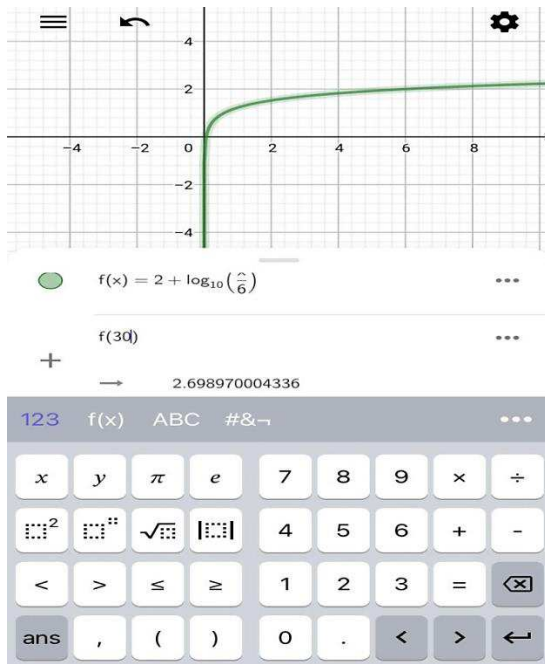 4
2
−4 −2 0 2 4 6 8
−2
−4
f(x) = 2 + log₁₀(x/6)
f(30)
→ 2.698970004336
123 f(x) ABC #&¬
x y π e 7 8 9 × ÷
² √ | | 4 5 6 + −
< > ≤ ≥ 1 2 3 =
ans , ( ) 0 . < >